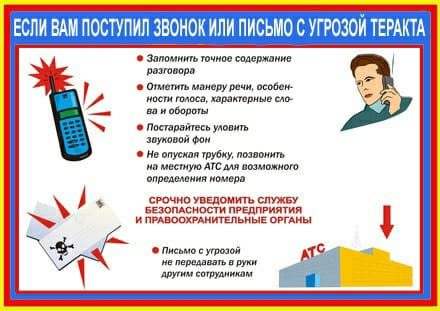 ЕСЛИ ВАМ ПОСТУПИЛ ЗВОНОК ИЛИ ПИСЬМО С УГРОЗОЙ ТЕРАКТА
Запомнить точное содержание
разговора
Отметить манеру речи, особен-
ности голоса, характерные сло-
ва и обороты
Постарайтесь уловить
звуковой фон
Не опуская трубку, позвонить
на местную АТС для возможного
определения номера
СРОЧНО УВЕДОМИТЬ СЛУЖБУ
БЕЗОПАСНОСТИ ПРЕДПРИЯТИЯ
И ПРАВООХРАНИТЕЛЬНЫЕ ОРГАНЫ
Письмо с угрозой
не передавать в руки
другим сотрудникам
АТС